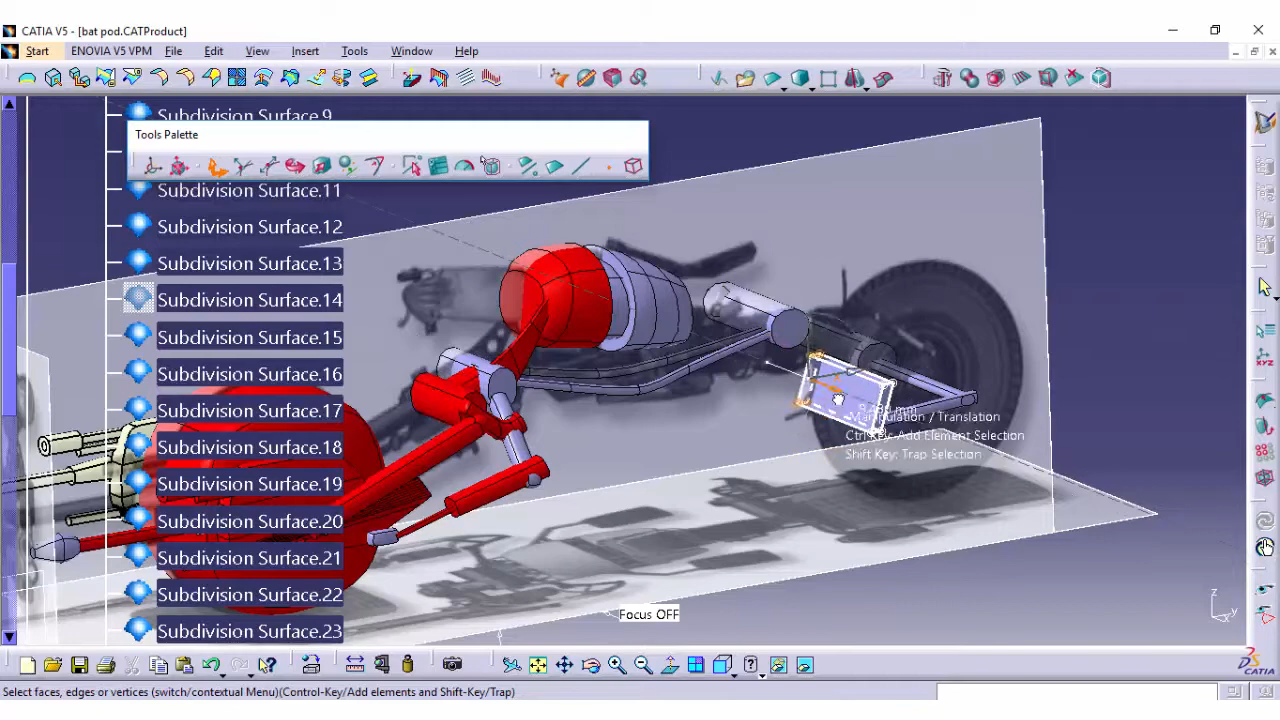 CATIA V5 - [bat pod.CATProduct]
Start ENOVIA V5 VPM File Edit View Insert Tools Window Help
Subdivision Surface.9
Tools Palette
Subdivision Surface.11
Subdivision Surface.12
Subdivision Surface.13
Subdivision Surface.14
Subdivision Surface.15
Subdivision Surface.16
Subdivision Surface.17
Subdivision Surface.18
Subdivision Surface.19
Subdivision Surface.20
Subdivision Surface.21
Subdivision Surface.22
Subdivision Surface.23
Manipulation / Translation
Ctrl Key: Add Element Selection
Shift Key: Trap Selection
Focus OFF
XYZ
z
y
x
DS
CATIA
Select faces, edges or vertices (switch/contextual Menu)(Control-Key/Add elements and Shift-Key/Trap)